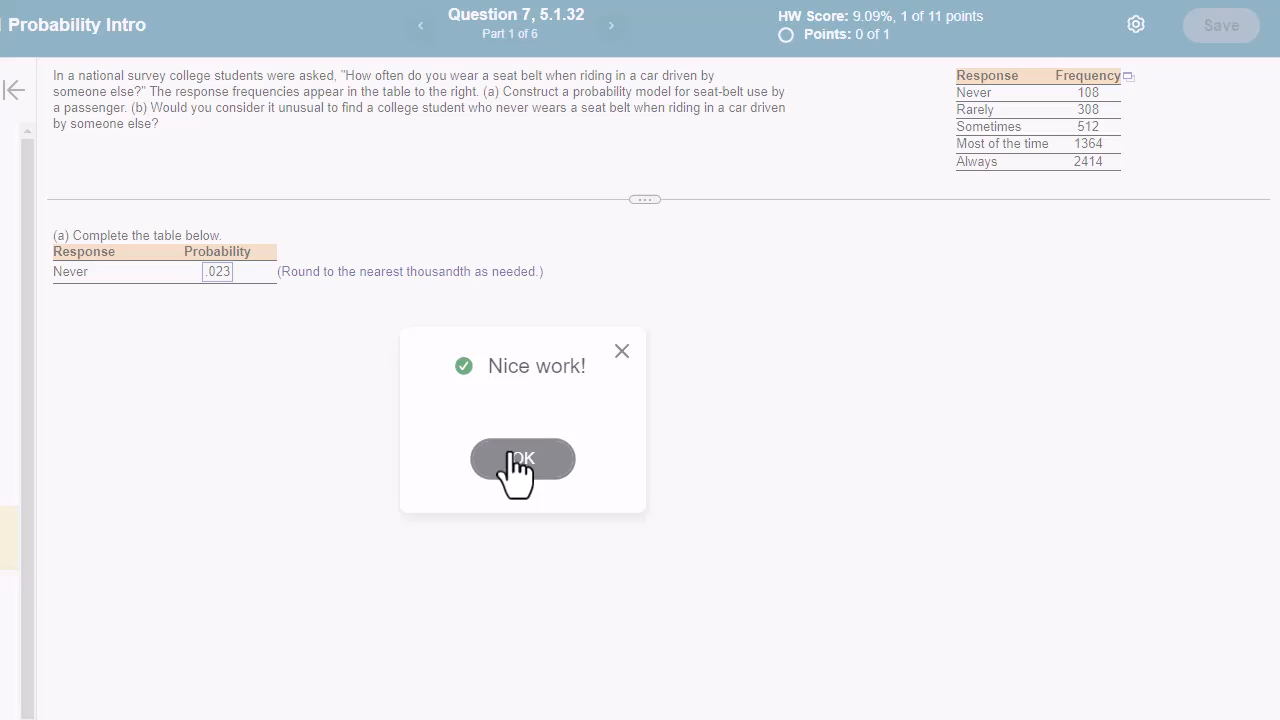 Probability Intro
Question 7, 5.1.32
Part 1 of 6
HW Score: 9.09%, 1 of 11 points
Points: 0 of 1
Save
In a national survey college students were asked, "How often do you wear a seat belt when riding in a car driven by
someone else?" The response frequencies appear in the table to the right. (a) Construct a probability model for seat-belt use by
a passenger. (b) Would you consider it unusual to find a college student who never wears a seat belt when riding in a car driven
by someone else?
Response Frequency
Never 108
Rarely 308
Sometimes 512
Most of the time 1364
Always 2414
(a) Complete the table below.
Response Probability
Never .023 (Round to the nearest thousandth as needed.)
Nice work!
OK